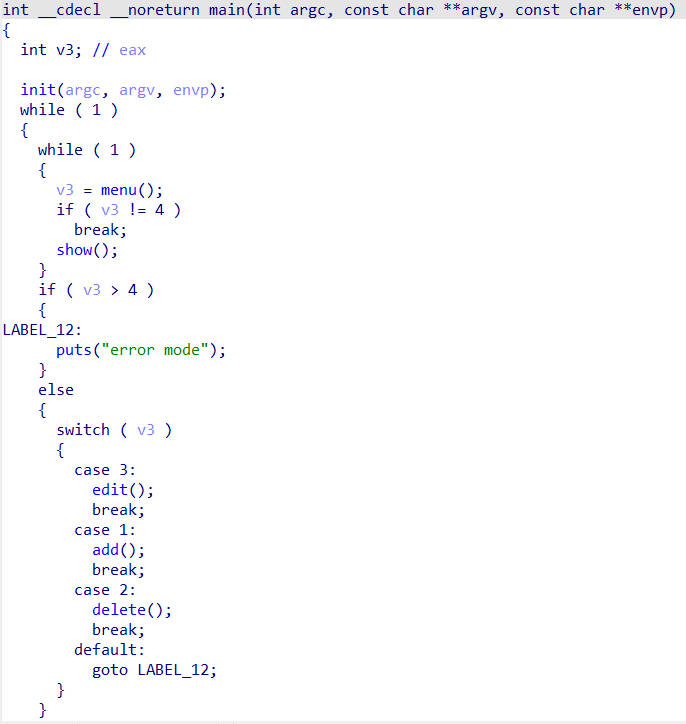 int __cdecl __noreturn main(int argc, const char **argv, const char **envp)
{
  int v3; // eax

  init(argc, argv, envp);
  while ( 1 )
  {
    while ( 1 )
    {
      v3 = menu();
      if ( v3 != 4 )
        break;
      show();
    }
    if ( v3 > 4 )
    {
LABEL_12:
      puts("error mode");
    }
    else
    {
      switch ( v3 )
      {
        case 3:
          edit();
          break;
        case 1:
          add();
          break;
        case 2:
          delete();
          break;
        default:
          goto LABEL_12;
      }
    }